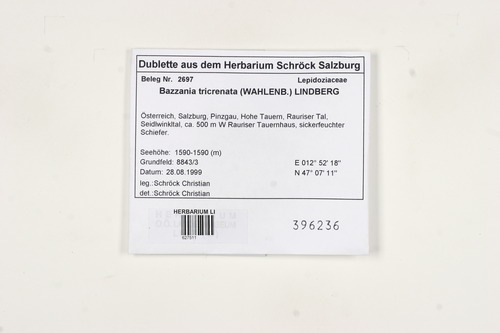 Dublette aus dem Herbarium Schröck Salzburg
Beleg Nr. 2697 Lepidoziaceae
Bazzania tricrenata (WAHLENB.) LINDBERG
Österreich, Salzburg, Pinzgau, Hohe Tauern, Rauriser Tal,
Seidlwinkltal, ca. 500 m W Rauriser Tauernhaus, sickerfeuchter
Schiefer.
Seehöhe: 1590-1590 (m)
Grundfeld: 8843/3 E 012° 52' 18"
Datum: 28.08.1999 N 47° 07' 11"
leg.: Schröck Christian
det.: Schröck Christian
HERBARIUM LI
627511
396236